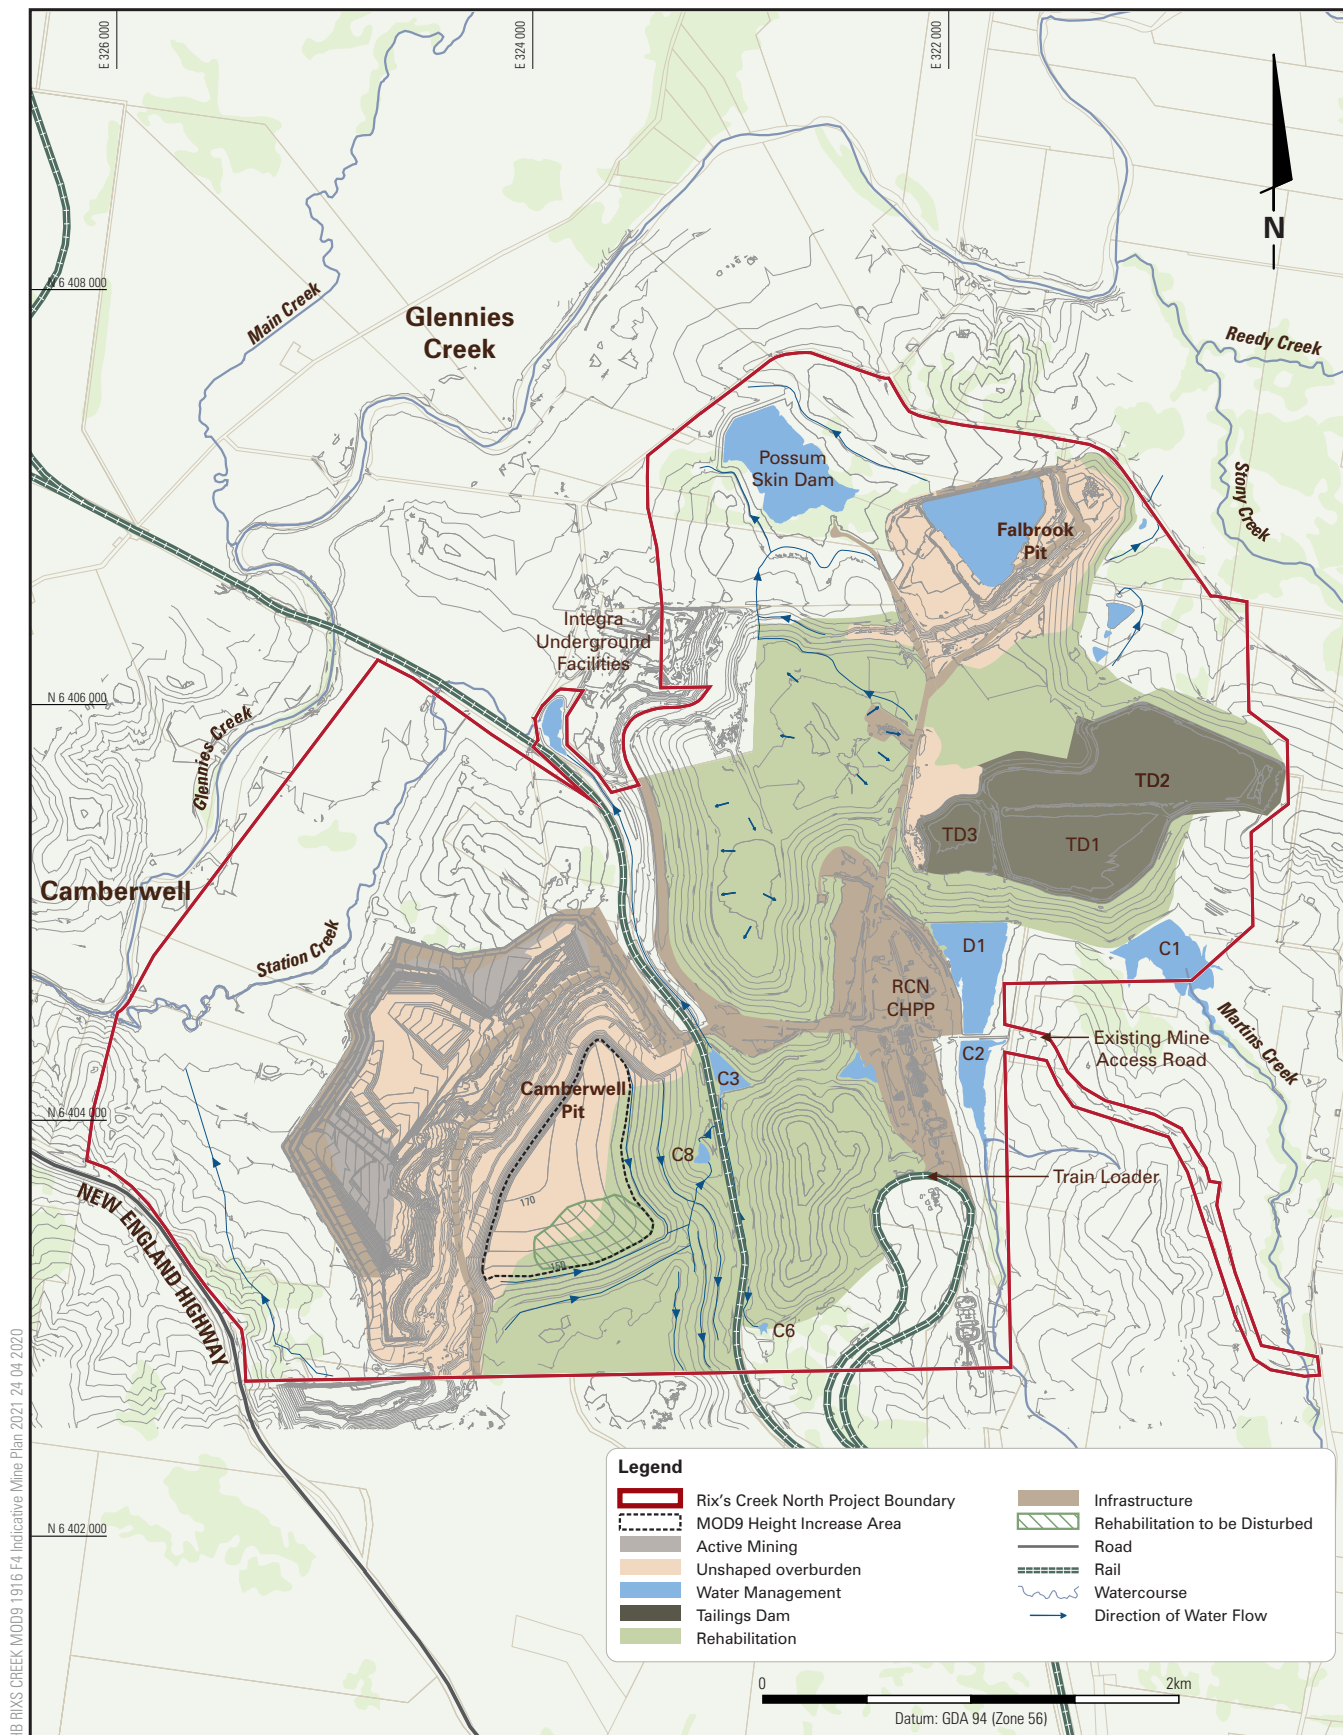 E 326 000
E 324 000
E 322 000
N
N 6 408 000
Main Creek
Glennies
Creek
Reedy Creek
Stony Creek
Possum
Skin Dam
Falbrook
Pit
Integra
Underground
Facilities
N 6 406 000
Glennies Creek
TD2
TD3
TD1
Camberwell
Station Creek
D1
C1
RCN
CHPP
Martins Creek
Existing Mine
Access Road
C2
C3
Camberwell
Pit
N 6 404 000
C8
Train Loader
170
150
NEW ENGLAND HIGHWAY
C6
N 6 402 000
Legend
Rix's Creek North Project Boundary
MOD9 Height Increase Area
Active Mining
Unshaped overburden
Water Management
Tailings Dam
Rehabilitation
Infrastructure
Rehabilitation to be Disturbed
Road
Rail
Watercourse
Direction of Water Flow
0 2km
Datum: GDA 94 (Zone 56)
HB RIXS CREEK MOD9 1916 F4 Indicative Mine Plan 2021 24 04 2020